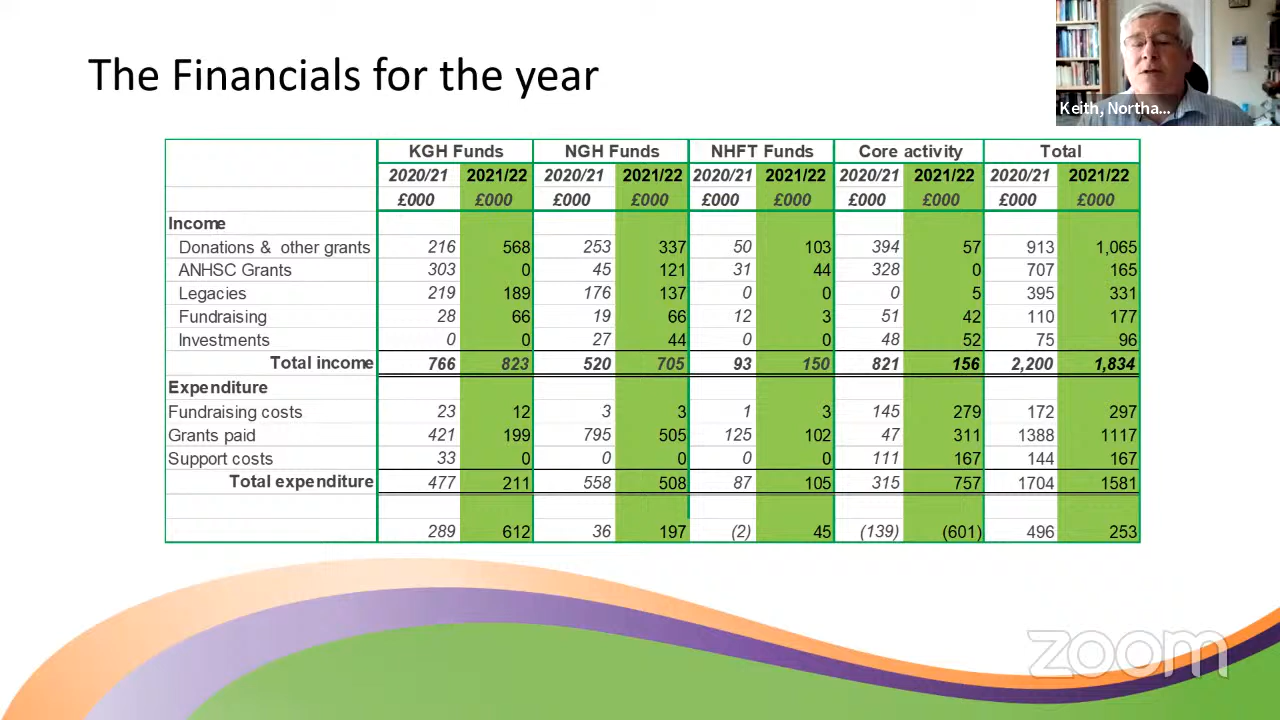 The Financials for the year
Keith, Northa...
KGH Funds NGH Funds NHFT Funds Core activity Total
2020/21 2021/22 2020/21 2021/22 2020/21 2021/22 2020/21 2021/22 2020/21 2021/22
£000 £000 £000 £000 £000 £000 £000 £000 £000 £000
Income
Donations & other grants 216 568 253 337 50 103 394 57 913 1,065
ANHSC Grants 303 0 45 121 31 44 328 0 707 165
Legacies 219 189 176 137 0 0 0 5 395 331
Fundraising 28 66 19 66 12 3 51 42 110 177
Investments 0 0 27 44 0 0 48 52 75 96
Total income 766 823 520 705 93 150 821 156 2,200 1,834
Expenditure
Fundraising costs 23 12 3 3 1 3 145 279 172 297
Grants paid 421 199 795 505 125 102 47 311 1388 1117
Support costs 33 0 0 0 0 0 111 167 144 167
Total expenditure 477 211 558 508 87 105 315 757 1704 1581
289 612 36 197 (2) 45 (139) (601) 496 253
zoom